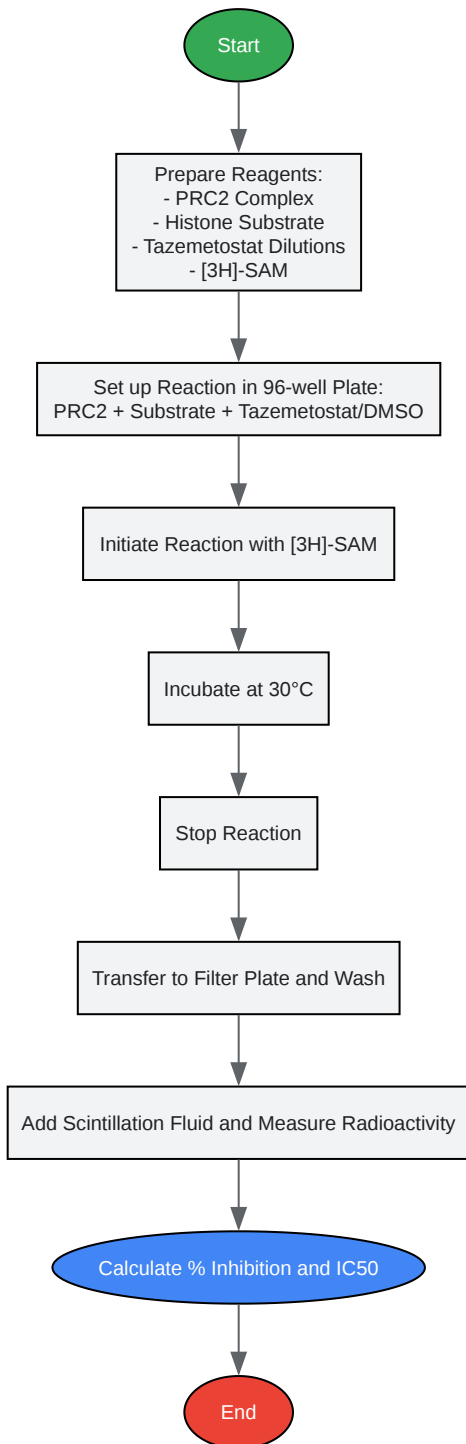 Start
Prepare Reagents:
- PRC2 Complex
- Histone Substrate
- Tazemetostat Dilutions
- [3H]-SAM
Set up Reaction in 96-well Plate:
PRC2 + Substrate + Tazemetostat/DMSO
Initiate Reaction with [3H]-SAM
Incubate at 30°C
Stop Reaction
Transfer to Filter Plate and Wash
Add Scintillation Fluid and Measure Radioactivity
Calculate % Inhibition and IC50
End